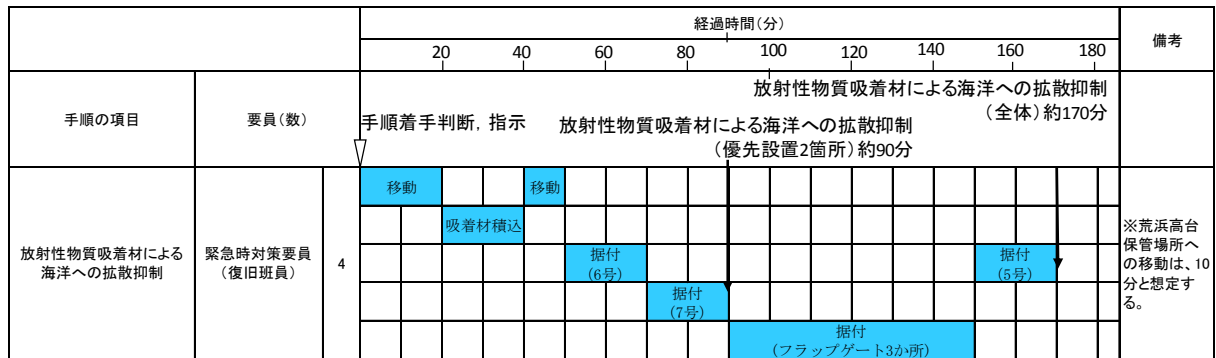 経過時間(分)
備考
20 40 60 80 100 120 140 160 180
手順の項目
要員(数)
放射性物質吸着材による海洋への拡散抑制
(全体)約170分
手順着手判断，指示
放射性物質吸着材による海洋への拡散抑制
(優先設置2箇所)約90分
放射性物質吸着材による
海洋への拡散抑制
緊急時対策要員
(復旧班員)
4
移動
移動
吸着材積込
据付
(6号)
据付
(5号)
据付
(7号)
据付
(フラップゲート3か所)
※荒浜高台
保管場所へ
の移動は、10
分と想定す
る。